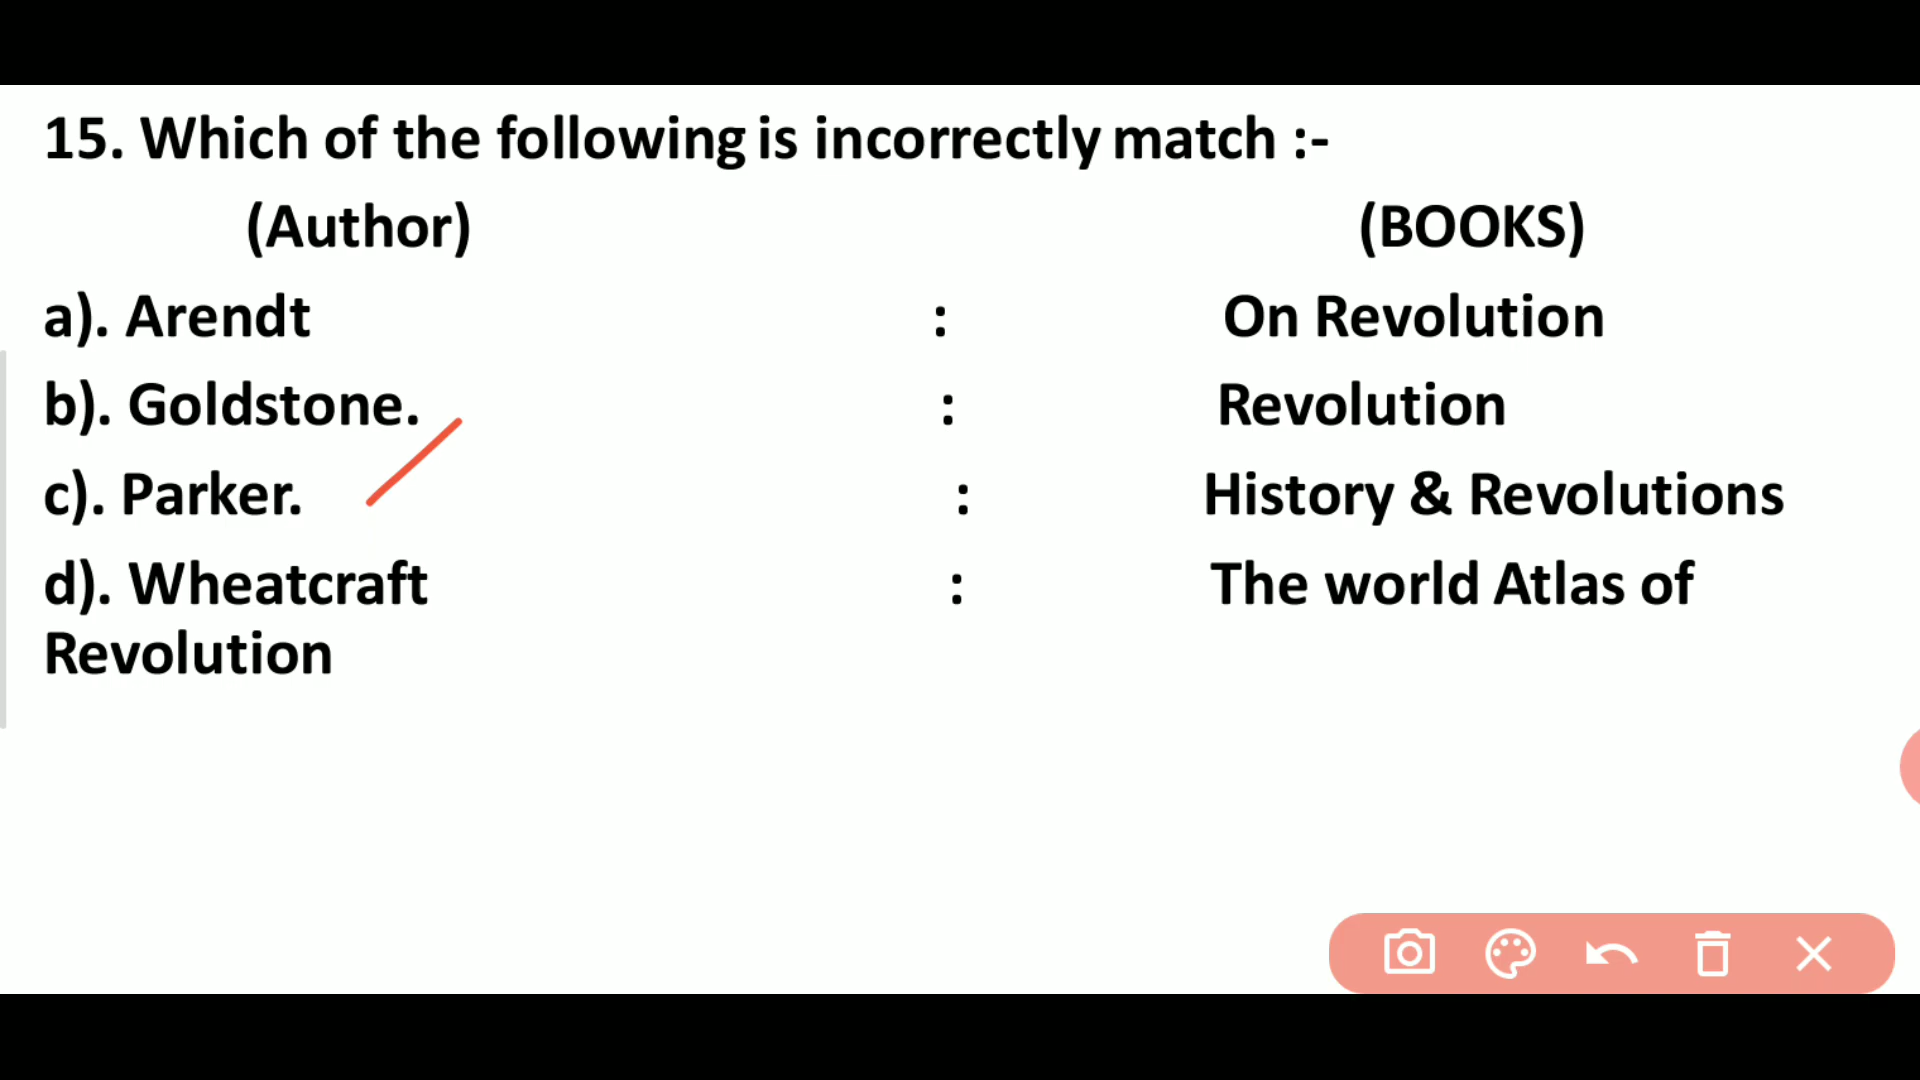 15. Which of the following is incorrectly match :-
(Author) (BOOKS)
a). Arendt : On Revolution
b). Goldstone. : Revolution
c). Parker. : History & Revolutions
d). Wheatcraft : The world Atlas of
Revolution